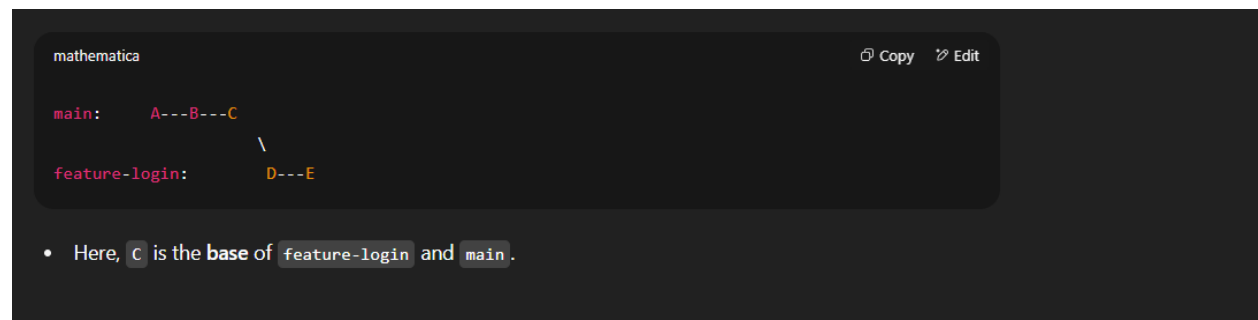 mathematica Copy Edit
main:     A---B---C
                   \
feature-login:       D---E
• Here, C is the base of feature-login and main.